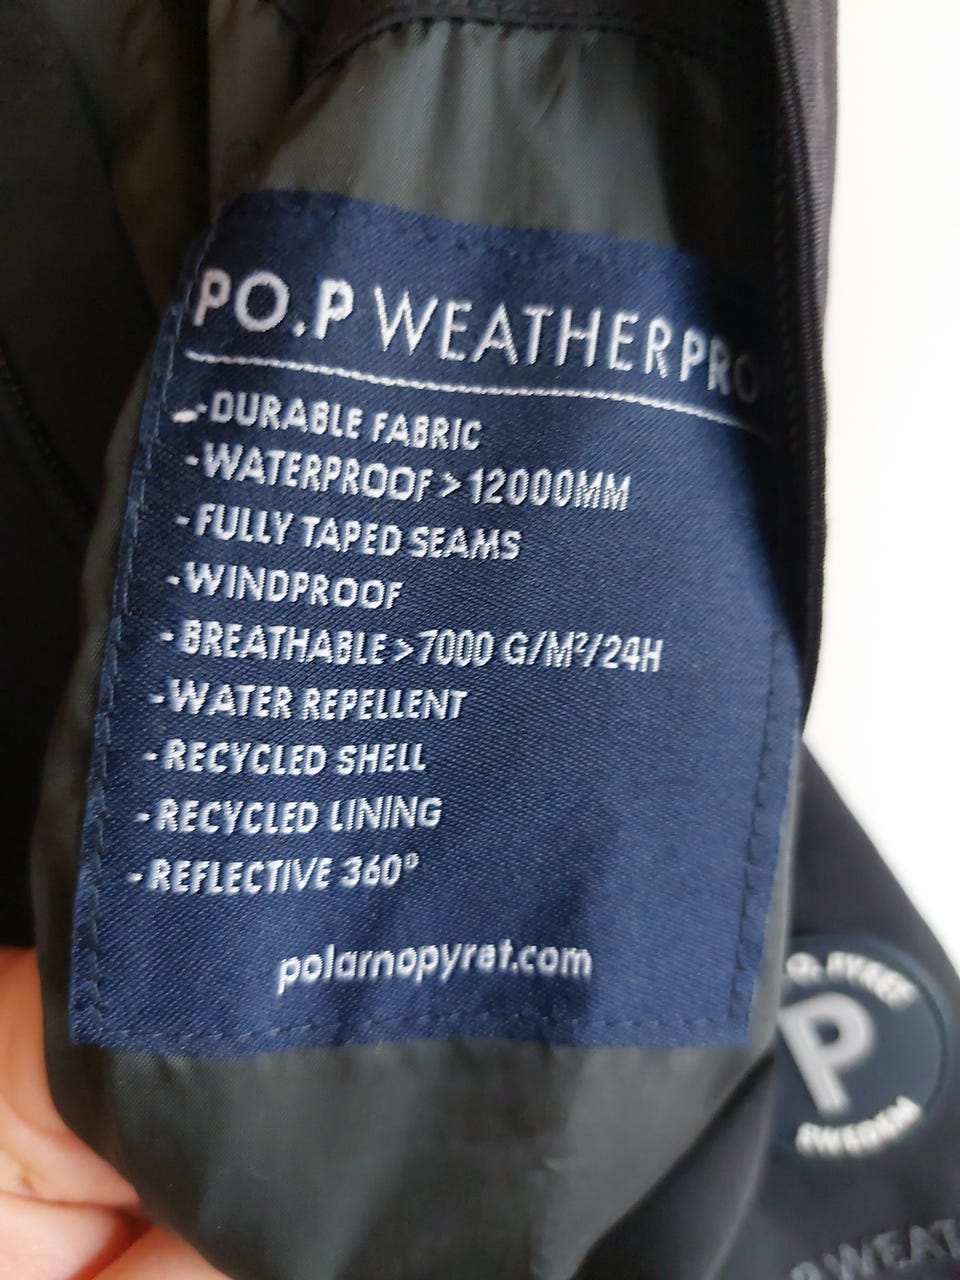 PO.P WEATHERPRO
-DURABLE FABRIC
-WATERPROOF > 12000MM
-FULLY TAPED SEAMS
-WINDPROOF
-BREATHABLE > 7000 G/M²/24H
-WATER REPELLENT
-RECYCLED SHELL
-RECYCLED LINING
-REFLECTIVE 360°
polarnopyret.com
P
SWEDEN